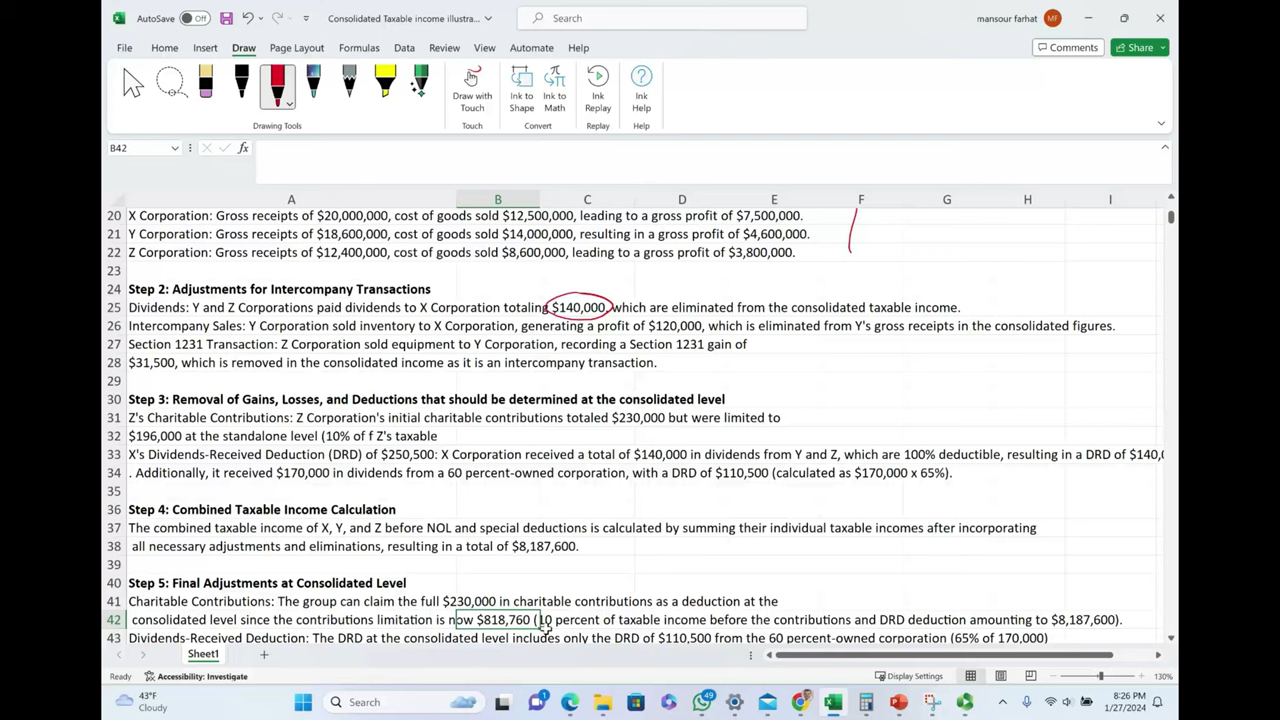 AutoSave Off Consolidated Taxable income illustra... Search mansour farhat MF
File Home Insert Draw Page Layout Formulas Data Review View Automate Help Comments Share
Draw with Touch Ink to Shape Ink to Math Ink Replay Ink Help
Drawing Tools Touch Convert Replay Help
B42 fx
A B C D E F G H I
20 X Corporation: Gross receipts of $20,000,000, cost of goods sold $12,500,000, leading to a gross profit of $7,500,000.
21 Y Corporation: Gross receipts of $18,600,000, cost of goods sold $14,000,000, resulting in a gross profit of $4,600,000.
22 Z Corporation: Gross receipts of $12,400,000, cost of goods sold $8,600,000, leading to a gross profit of $3,800,000.
23
24 Step 2: Adjustments for Intercompany Transactions
25 Dividends: Y and Z Corporations paid dividends to X Corporation totaling $140,000, which are eliminated from the consolidated taxable income.
26 Intercompany Sales: Y Corporation sold inventory to X Corporation, generating a profit of $120,000, which is eliminated from Y's gross receipts in the consolidated figures.
27 Section 1231 Transaction: Z Corporation sold equipment to Y Corporation, recording a Section 1231 gain of
28 $31,500, which is removed in the consolidated income as it is an intercompany transaction.
29
30 Step 3: Removal of Gains, Losses, and Deductions that should be determined at the consolidated level
31 Z's Charitable Contributions: Z Corporation's initial charitable contributions totaled $230,000 but were limited to
32 $196,000 at the standalone level (10% of f Z's taxable
33 X's Dividends-Received Deduction (DRD) of $250,500: X Corporation received a total of $140,000 in dividends from Y and Z, which are 100% deductible, resulting in a DRD of $140,0
34 . Additionally, it received $170,000 in dividends from a 60 percent-owned corporation, with a DRD of $110,500 (calculated as $170,000 x 65%).
35
36 Step 4: Combined Taxable Income Calculation
37 The combined taxable income of X, Y, and Z before NOL and special deductions is calculated by summing their individual taxable incomes after incorporating
38 all necessary adjustments and eliminations, resulting in a total of $8,187,600.
39
40 Step 5: Final Adjustments at Consolidated Level
41 Charitable Contributions: The group can claim the full $230,000 in charitable contributions as a deduction at the
42 consolidated level since the contributions limitation is now $818,760 (10 percent of taxable income before the contributions and DRD deduction amounting to $8,187,600).
43 Dividends-Received Deduction: The DRD at the consolidated level includes only the DRD of $110,500 from the 60 percent-owned corporation (65% of 170,000)
Sheet1
Ready Accessibility: Investigate Display Settings 130%
43°F Cloudy Search 1 49 8:26 PM 1/27/2024